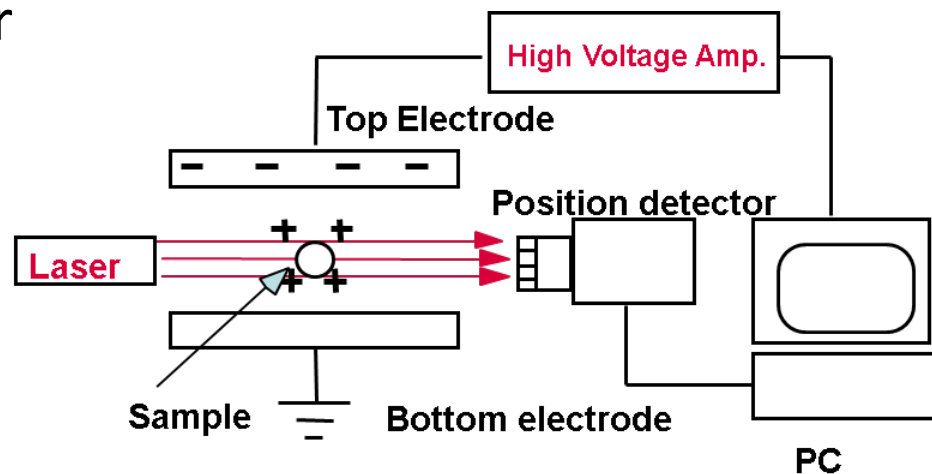 r
High Voltage Amp.
Top Electrode
- - - -
Position detector
+ +
Laser
+ +
Sample
Bottom electrode
PC